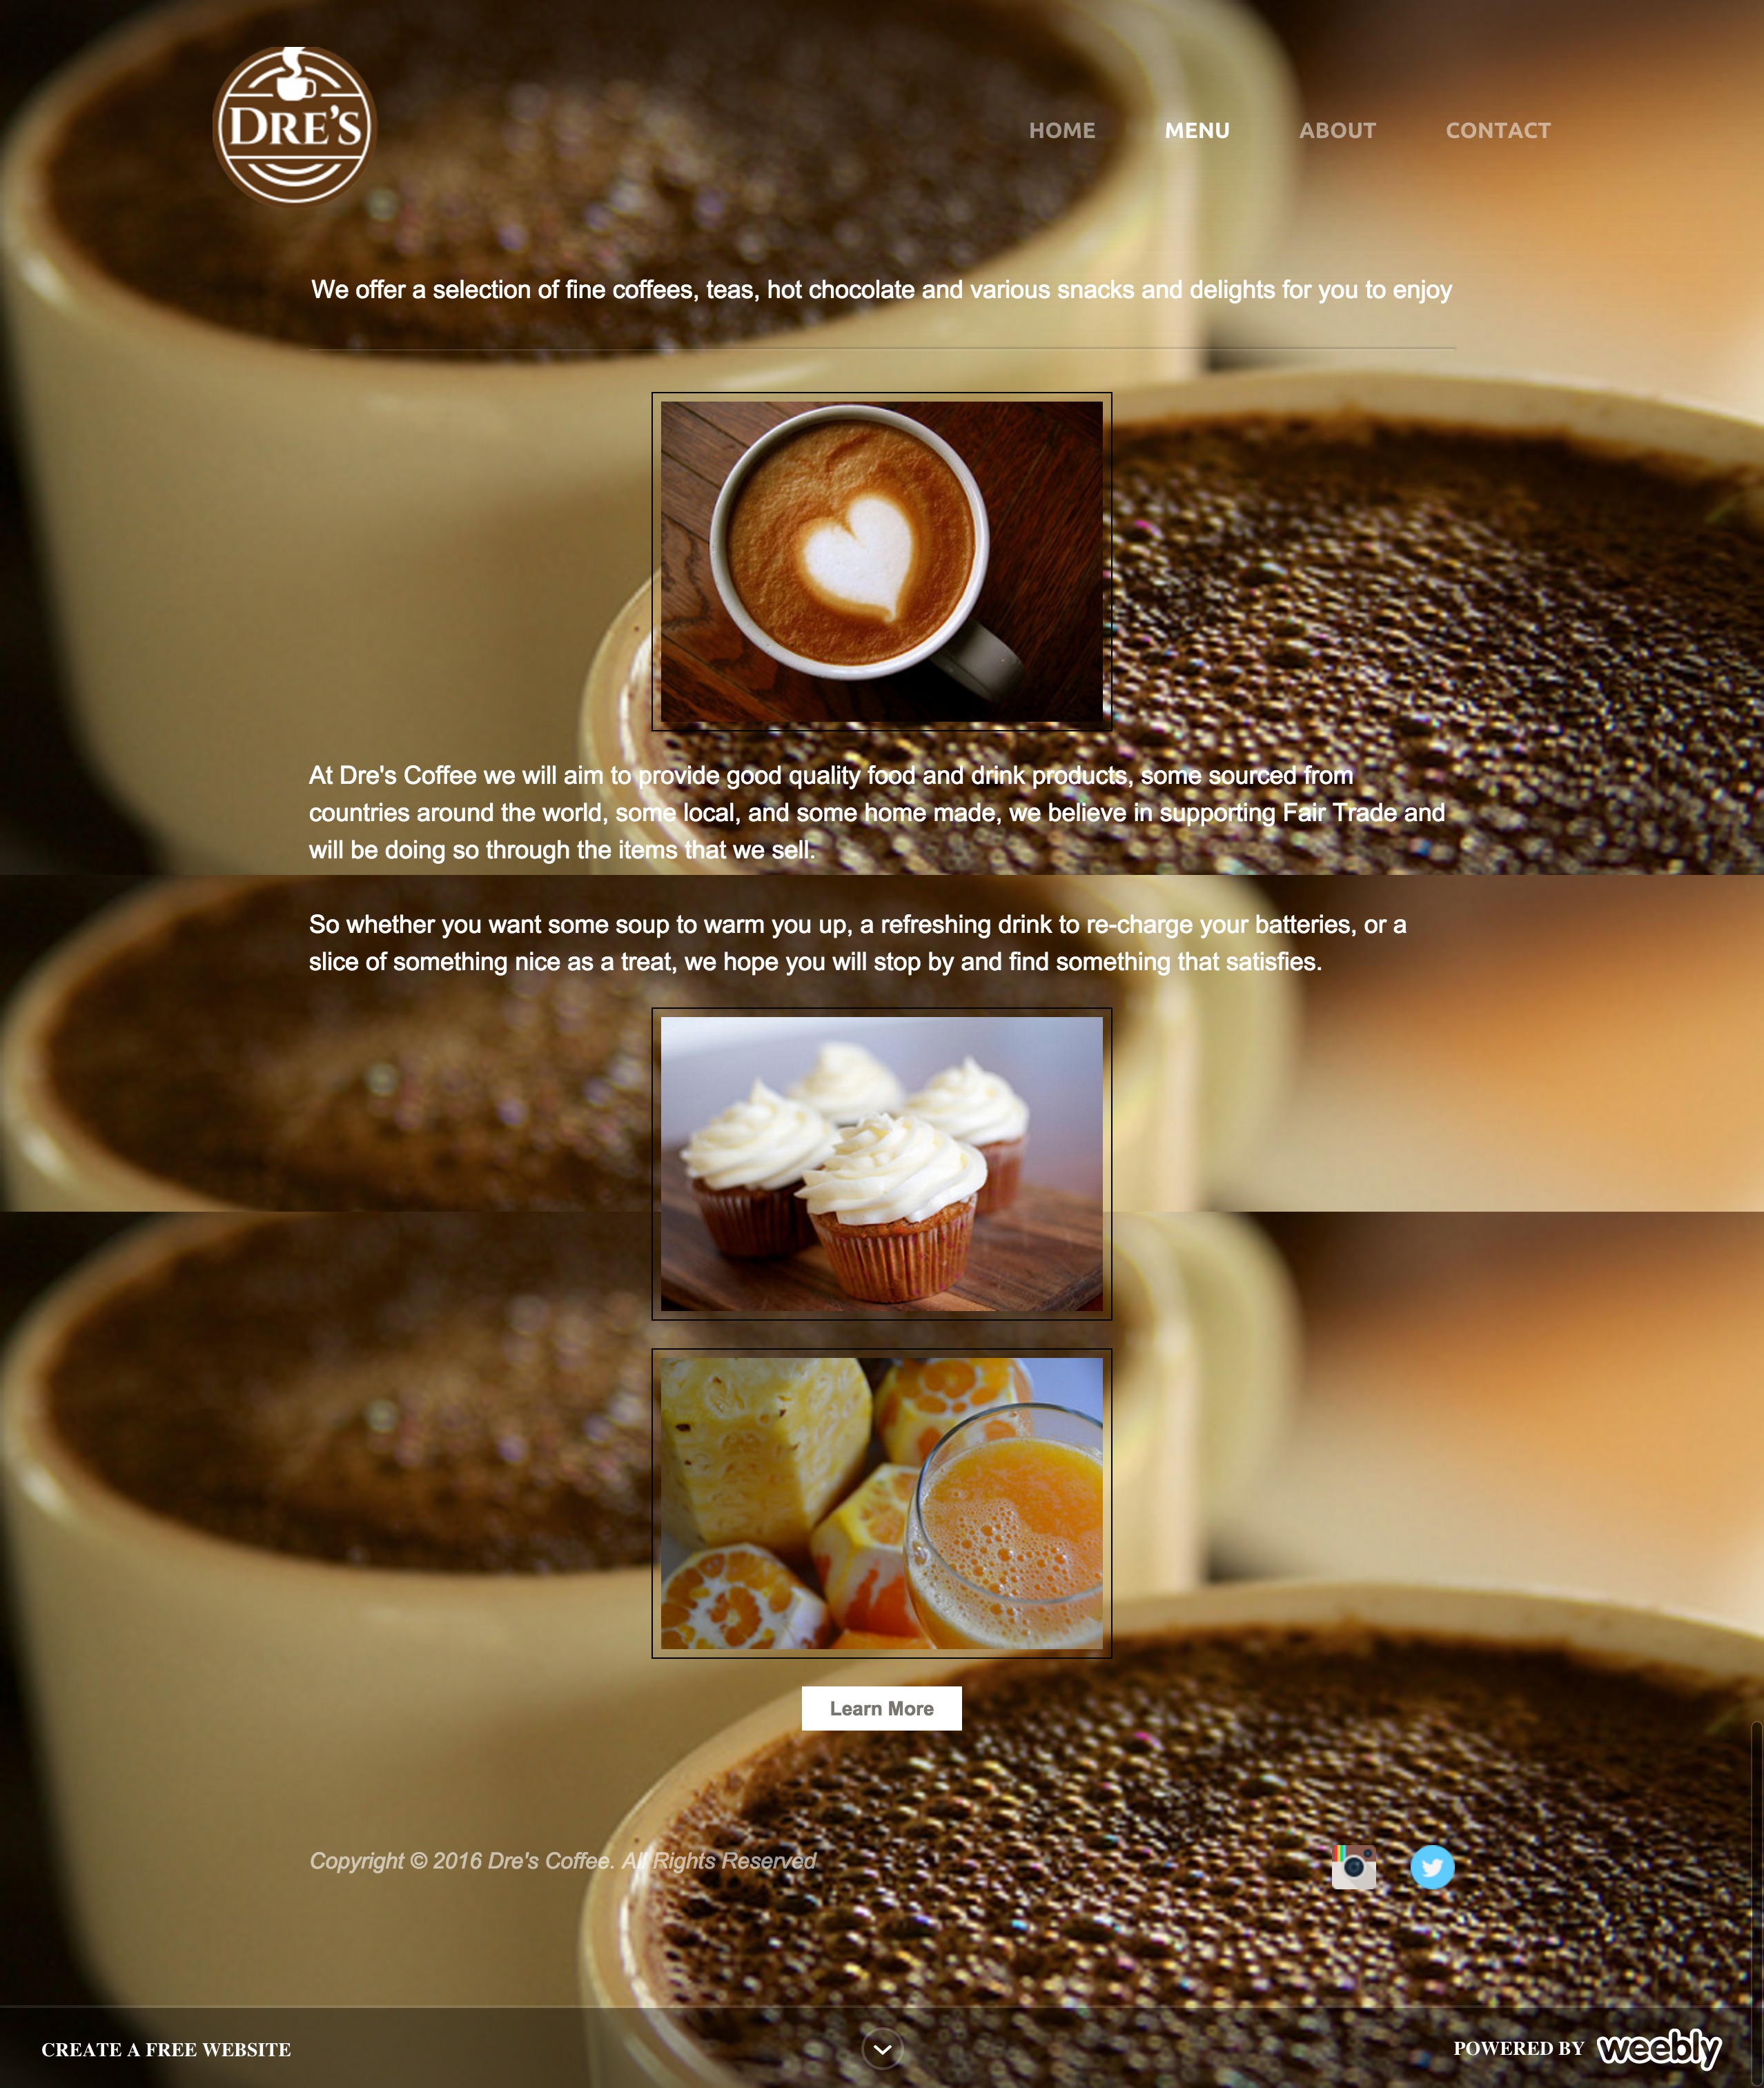 DRE'S
HOME MENU ABOUT CONTACT
We offer a selection of fine coffees, teas, hot chocolate and various snacks and delights for you to enjoy
At Dre's Coffee we will aim to provide good quality food and drink products, some sourced from
countries around the world, some local, and some home made, we believe in supporting Fair Trade and
will be doing so through the items that we sell.
So whether you want some soup to warm you up, a refreshing drink to re-charge your batteries, or a
slice of something nice as a treat, we hope you will stop by and find something that satisfies.
Learn More
Copyright © 2016 Dre's Coffee. All Rights Reserved
CREATE A FREE WEBSITE
POWERED BY weebly